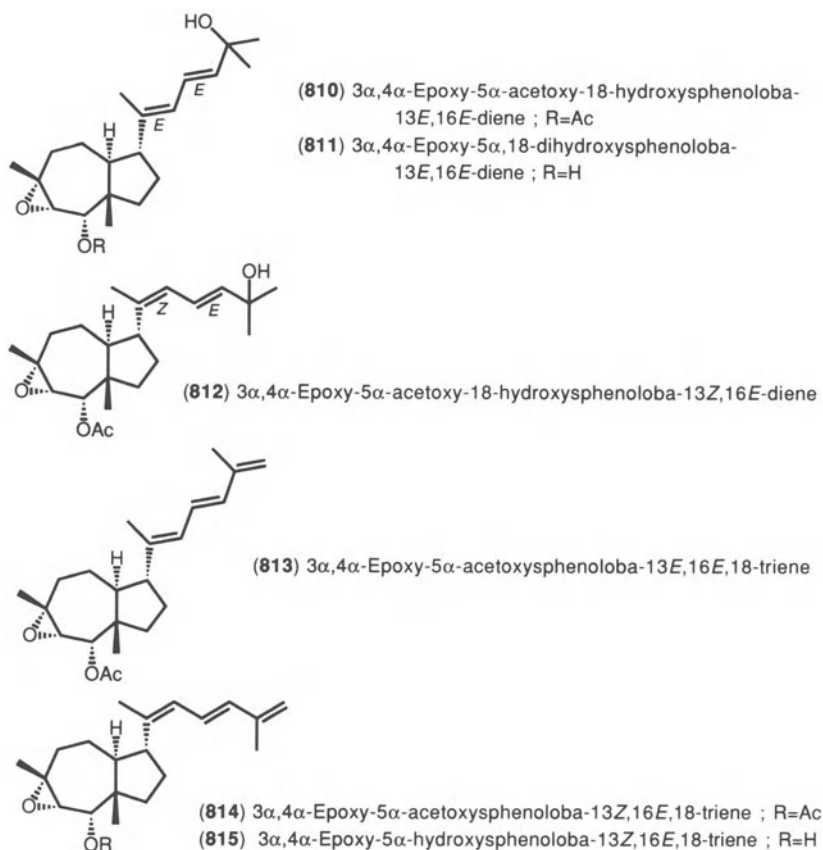 HO
E
E
H
O
OR
(810) 3α,4α-Epoxy-5α-acetoxy-18-hydroxysphenoloba-
13E,16E-diene ; R=Ac
(811) 3α,4α-Epoxy-5α,18-dihydroxysphenoloba-
13E,16E-diene ; R=H
OH
Z
E
H
O
OAc
(812) 3α,4α-Epoxy-5α-acetoxy-18-hydroxysphenoloba-13Z,16E-diene
H
O
OAc
(813) 3α,4α-Epoxy-5α-acetoxysphenoloba-13E,16E,18-triene
H
O
OR
(814) 3α,4α-Epoxy-5α-acetoxysphenoloba-13Z,16E,18-triene ; R=Ac
(815) 3α,4α-Epoxy-5α-hydroxysphenoloba-13Z,16E,18-triene ; R=H